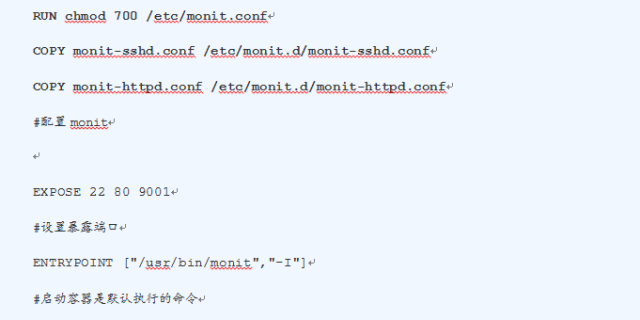 RUN chmod 700 /etc/monit.conf
COPY monit-sshd.conf /etc/monit.d/monit-sshd.conf
COPY monit-httpd.conf /etc/monit.d/monit-httpd.conf
#配置 monit
EXPOSE 22 80 9001
#设置暴露端口
ENTRYPOINT ["/usr/bin/monit","-I"]
#启动容器是默认执行的命令